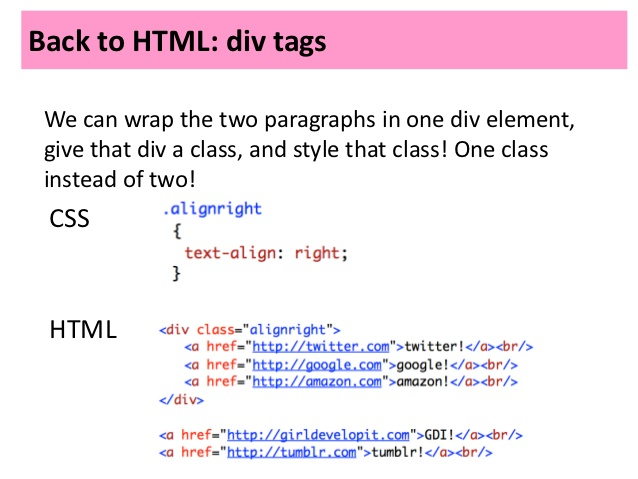 Back to HTML: div tags
We can wrap the two paragraphs in one div element,
give that div a class, and style that class! One class
instead of two!
CSS
.alignright
{
text-align: right;
}
HTML
<div class="alignright">
<a href="http://twitter.com">twitter!</a><br/>
<a href="http://google.com">google!</a><br/>
<a href="http://amazon.com">amazon!</a><br/>
</div>
<a href="http://girldevelopit.com">GDI!</a><br/>
<a href="http://tumblr.com">tumblr!</a><br/>